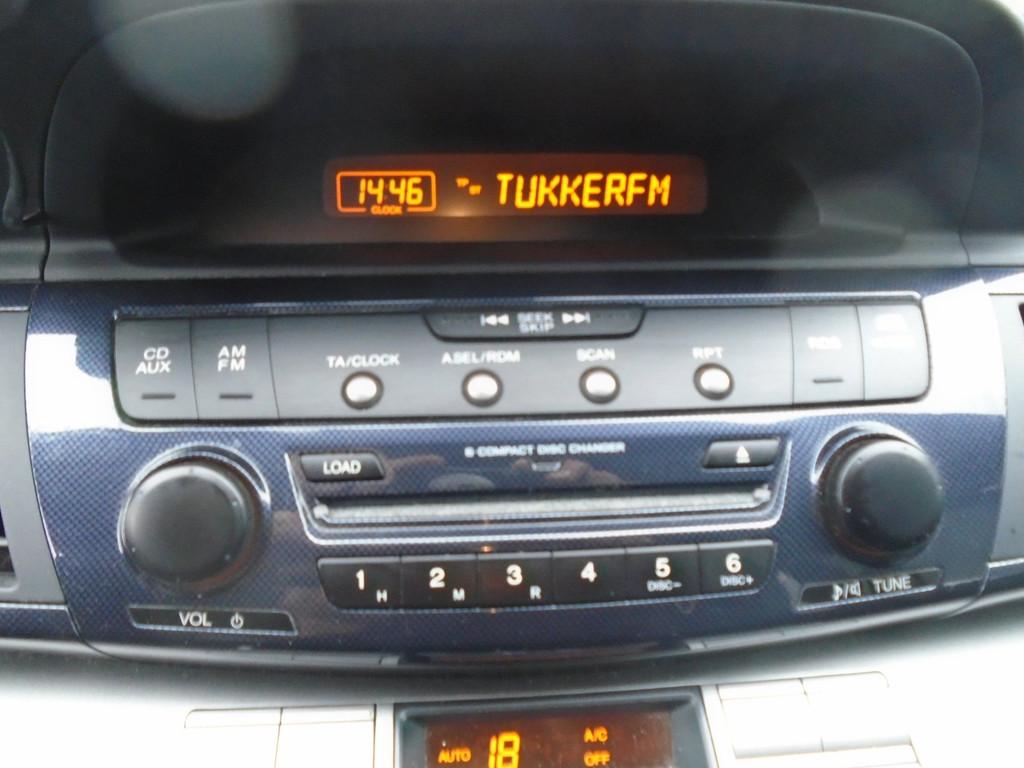 14:46 TUKKERFM
CLOCK
SEEK
SKIP
CD
AUX
AM
FM
TA/CLOCK
A.SEL/RDM
SCAN
RPT
RDS
LOAD
COMPACT DISC CHANGER
1 H
2 M
3 R
4
5
DISC-
6
DISC+
VOL
TUNE
AUTO 18
A/C
OFF